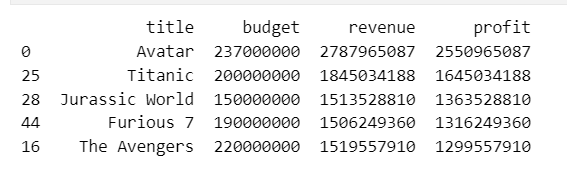 title budget revenue profit
0 Avatar 237000000 2787965087 2550965087
25 Titanic 200000000 1845034188 1645034188
28 Jurassic World 150000000 1513528810 1363528810
44 Furious 7 190000000 1506249360 1316249360
16 The Avengers 220000000 1519557910 1299557910